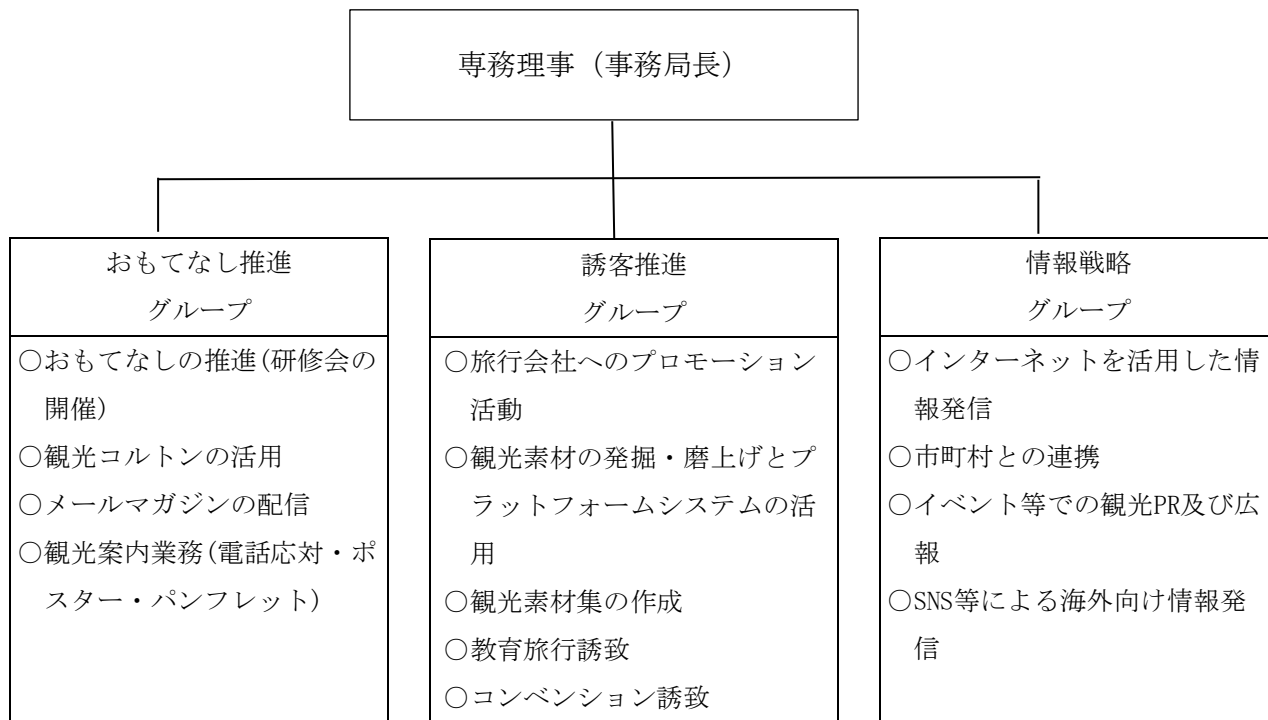 専務理事（事務局長）
おもてなし推進
グループ
○おもてなしの推進(研修会の
開催)
○観光コルトンの活用
○メールマガジンの配信
○観光案内業務(電話応対・ポ
スター・パンフレット)
誘客推進
グループ
○旅行会社へのプロモーション
活動
○観光素材の発掘・磨上げとプ
ラットフォームシステムの活
用
○観光素材集の作成
○教育旅行誘致
○コンベンション誘致
情報戦略
グループ
○インターネットを活用した情
報発信
○市町村との連携
○イベント等での観光PR及び広
報
○SNS等による海外向け情報発
信